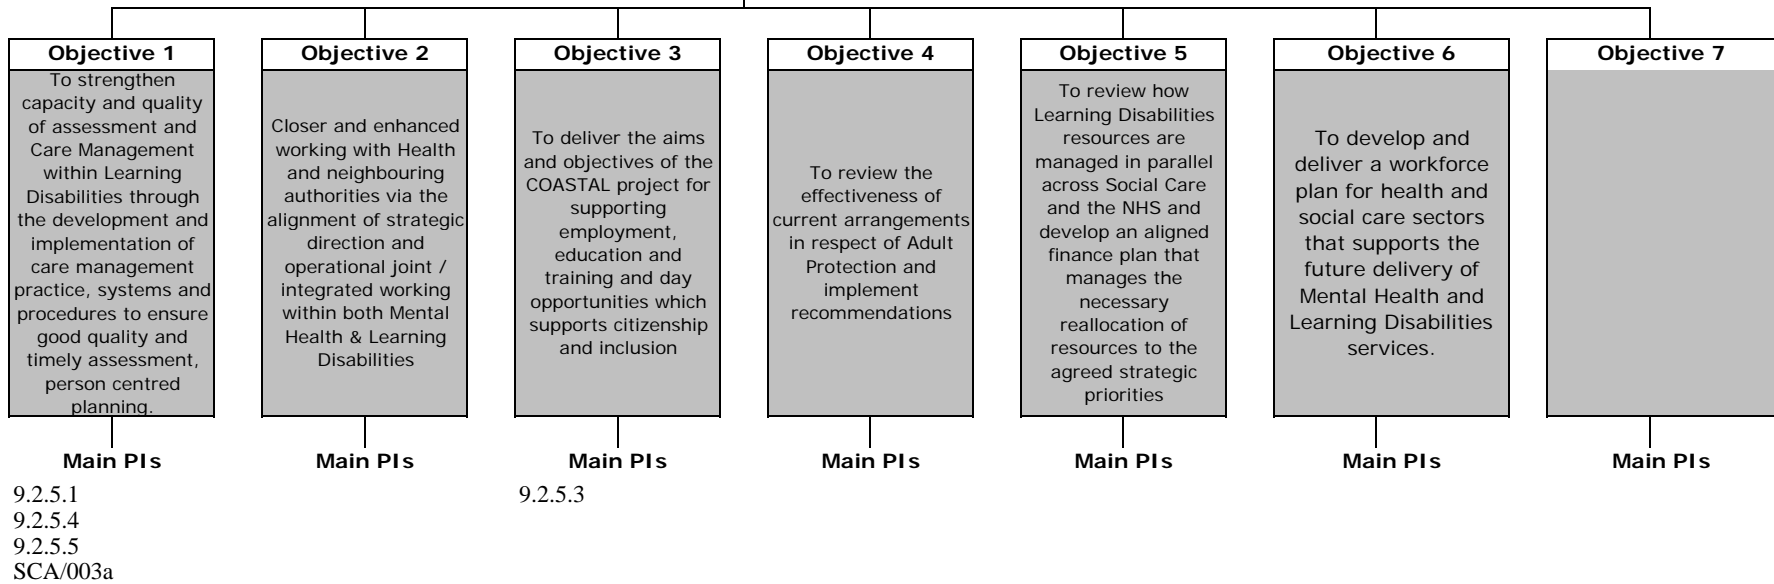 Objective 1
To strengthen
capacity and quality
of assessment and
Care Management
within Learning
Disabilities through
the development and
implementation of
care management
practice, systems and
procedures to ensure
good quality and
timely assessment,
person centred
planning.
Main PIs
9.2.5.1
9.2.5.4
9.2.5.5
SCA/003a
Objective 2
Closer and enhanced
working with Health
and neighbouring
authorities via the
alignment of strategic
direction and
operational joint /
integrated working
within both Mental
Health & Learning
Disabilities
Main PIs
Objective 3
To deliver the aims
and objectives of the
COASTAL project for
supporting
employment,
education and
training and day
opportunities which
supports citizenship
and inclusion
Main PIs
9.2.5.3
Objective 4
To review the
effectiveness of
current arrangements
in respect of Adult
Protection and
implement
recommendations
Main PIs
Objective 5
To review how
Learning Disabilities
resources are
managed in parallel
across Social Care
and the NHS and
develop an aligned
finance plan that
manages the
necessary
reallocation of
resources to the
agreed strategic
priorities
Main PIs
Objective 6
To develop and
deliver a workforce
plan for health and
social care sectors
that supports the
future delivery of
Mental Health and
Learning Disabilities
services.
Main PIs
Objective 7
Main PIs